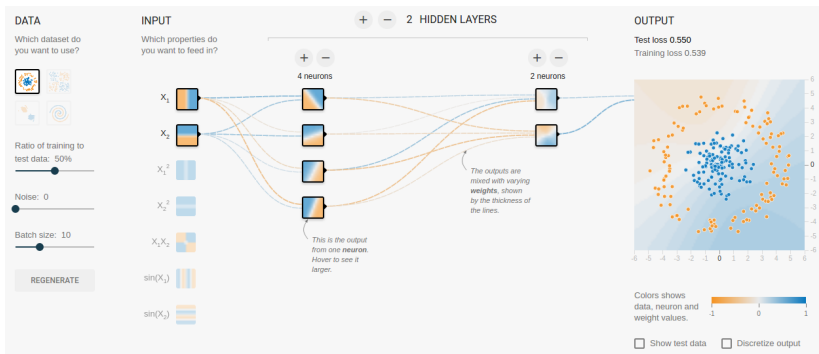 DATA
Which dataset do
you want to use?
Ratio of training to
test data: 50%
Noise: 0
Batch size: 10
REGENERATE
INPUT
Which properties do
you want to feed in?
X₁
X₂
X₁²
X₂²
X₁X₂
sin(X₁)
sin(X₂)
+ − 2 HIDDEN LAYERS
+ −
4 neurons
+ −
2 neurons
This is the output
from one neuron.
Hover to see it
larger.
The outputs are
mixed with varying
weights, shown
by the thickness of
the lines.
OUTPUT
Test loss 0.550
Training loss 0.539
6
5
4
3
2
1
0
-1
-2
-3
-4
-5
-6
-6 -5 -4 -3 -2 -1 0 1 2 3 4 5 6
Colors shows
data, neuron and
weight values.
-1 0 1
Show test data
Discretize output